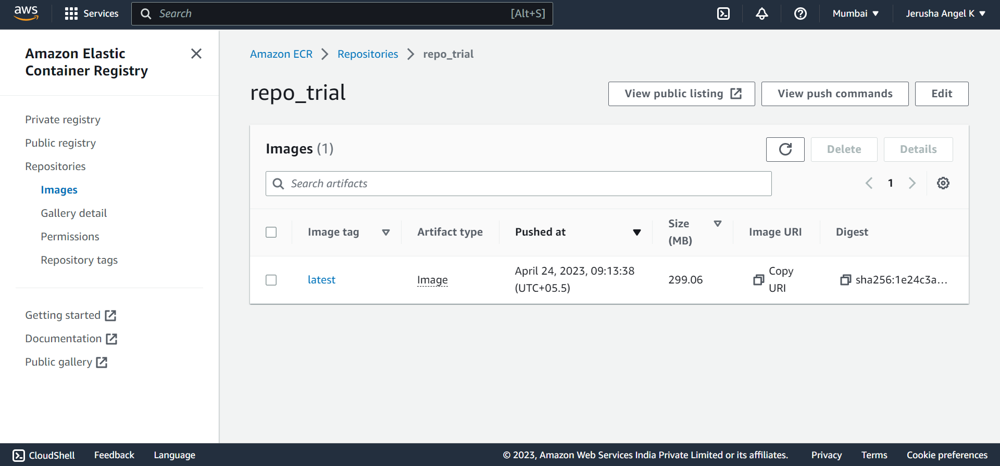 aws
Services
Search
[Alt+S]
Mumbai
Jerusha Angel K
Amazon Elastic
Container Registry
Private registry
Public registry
Repositories
Images
Gallery detail
Permissions
Repository tags
Getting started
Documentation
Public gallery
Amazon ECR
Repositories
repo_trial
repo_trial
View public listing
View push commands
Edit
Images (1)
Delete
Details
Search artifacts
1
Image tag
Artifact type
Pushed at
Size
(MB)
Image URI
Digest
latest
Image
April 24, 2023, 09:13:38
(UTC+05.5)
299.06
Copy
URI
sha256:1e24c3a...
CloudShell
Feedback
Language
© 2023, Amazon Web Services India Private Limited or its affiliates.
Privacy
Terms
Cookie preferences